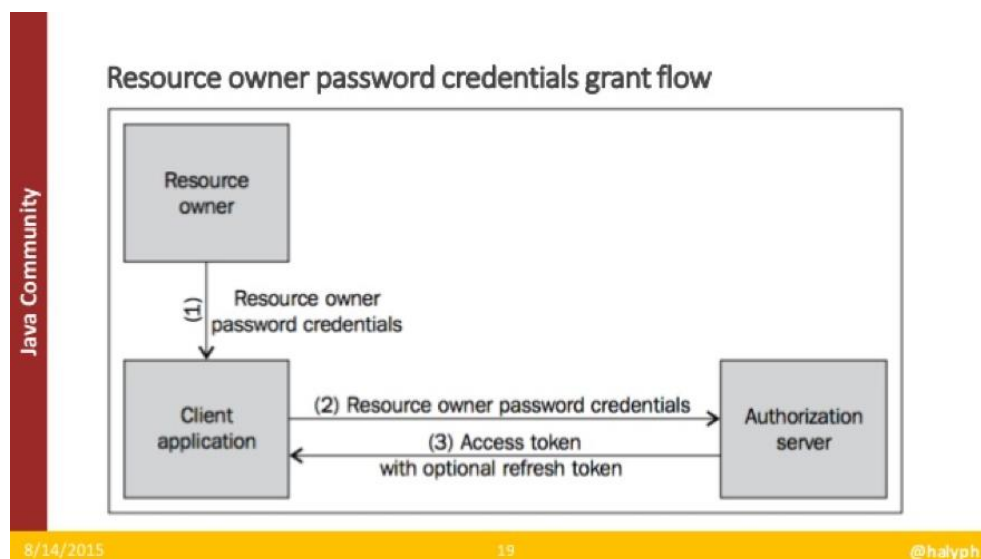 Resource owner password credentials grant flow
Java Community
Resource
owner
(1)
Resource owner
password credentials
Client
application
(2) Resource owner password credentials
(3) Access token
with optional refresh token
Authorization
server
8/14/2015
19
@halyph